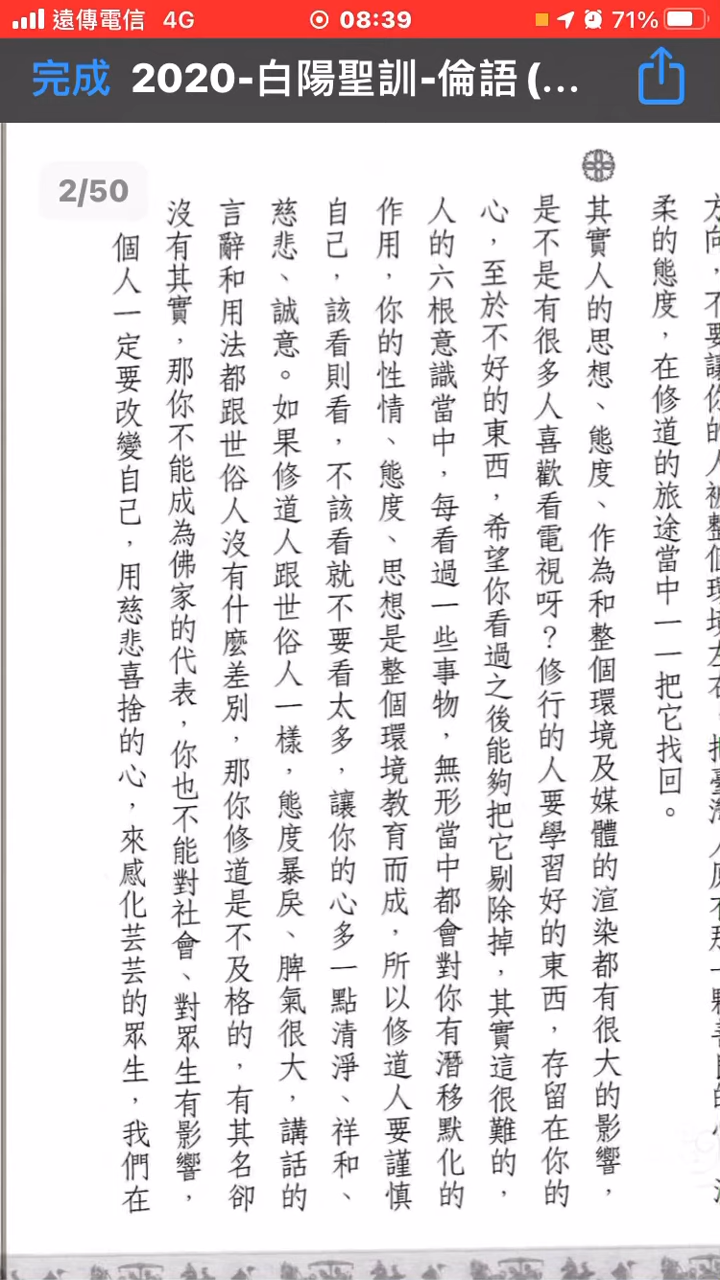 遠傳電信 4G 08:39 71%
完成 2020-白陽聖訓-倫語(...
2/50
柔的態度，在修道的旅途當中一一把它找回。
其實人的思想、態度、作為和整個環境及媒體的渲染都有很大的影響，
是不是有很多人喜歡看電視呀？修行的人要學習好的東西，存留在你的
心，至於不好的東西，希望你看過之後能夠把它剔除掉，其實這很難的，
人的六根意識當中，每看過一些事物，無形當中都會對你有潛移默化的
作用，你的性情、態度、思想是整個環境教育而成，所以修道人要謹慎
自己，該看則看，不該看就不要看太多，讓你的心多一點清淨、祥和、
慈悲、誠意。如果修道人跟世俗人一樣，態度暴戾、脾氣很大，講話的
言辭和用法都跟世俗人沒有什麼差別，那你修道是不及格的，有其名卻
沒有其實，那你不能成為佛家的代表，你也不能對社會、對眾生有影響，
個人一定要改變自己，用慈悲喜捨的心，來感化芸芸的眾生，我們在